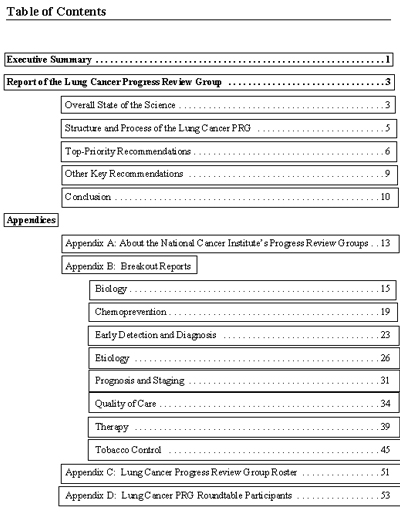 Table of Contents
Executive Summary . . . . . . . . . . . . . . . . . . . . . . . . . . . . . . . . . . . . . . . . . . . . . . . . . . . 1
Report of the Lung Cancer Progress Review Group . . . . . . . . . . . . . . . . . . . . . . . . . . . . 3
Overall State of the Science . . . . . . . . . . . . . . . . . . . . . . . . . . . . . . . . . . . . 3
Structure and Process of the Lung Cancer PRG . . . . . . . . . . . . . . . . . . . . . . . 5
Top-Priority Recommendations . . . . . . . . . . . . . . . . . . . . . . . . . . . . . . . . . . 6
Other Key Recommendations . . . . . . . . . . . . . . . . . . . . . . . . . . . . . . . . . . . 9
Conclusion . . . . . . . . . . . . . . . . . . . . . . . . . . . . . . . . . . . . . . . . . . . . . . . 10
Appendices
Appendix A: About the National Cancer Institute's Progress Review Groups . . 13
Appendix B: Breakout Reports
Biology . . . . . . . . . . . . . . . . . . . . . . . . . . . . . . . . . . . . . . . . . . . . 15
Chemoprevention . . . . . . . . . . . . . . . . . . . . . . . . . . . . . . . . . . . . . 19
Early Detection and Diagnosis . . . . . . . . . . . . . . . . . . . . . . . . . . . 23
Etiology . . . . . . . . . . . . . . . . . . . . . . . . . . . . . . . . . . . . . . . . . . . 26
Prognosis and Staging . . . . . . . . . . . . . . . . . . . . . . . . . . . . . . . . . 31
Quality of Care . . . . . . . . . . . . . . . . . . . . . . . . . . . . . . . . . . . . . . 34
Therapy . . . . . . . . . . . . . . . . . . . . . . . . . . . . . . . . . . . . . . . . . . . 39
Tobacco Control . . . . . . . . . . . . . . . . . . . . . . . . . . . . . . . . . . . . . 45
Appendix C: Lung Cancer Progress Review Group Roster . . . . . . . . . . . . . . 51
Appendix D: Lung Cancer PRG Roundtable Participants . . . . . . . . . . . . . . . 53